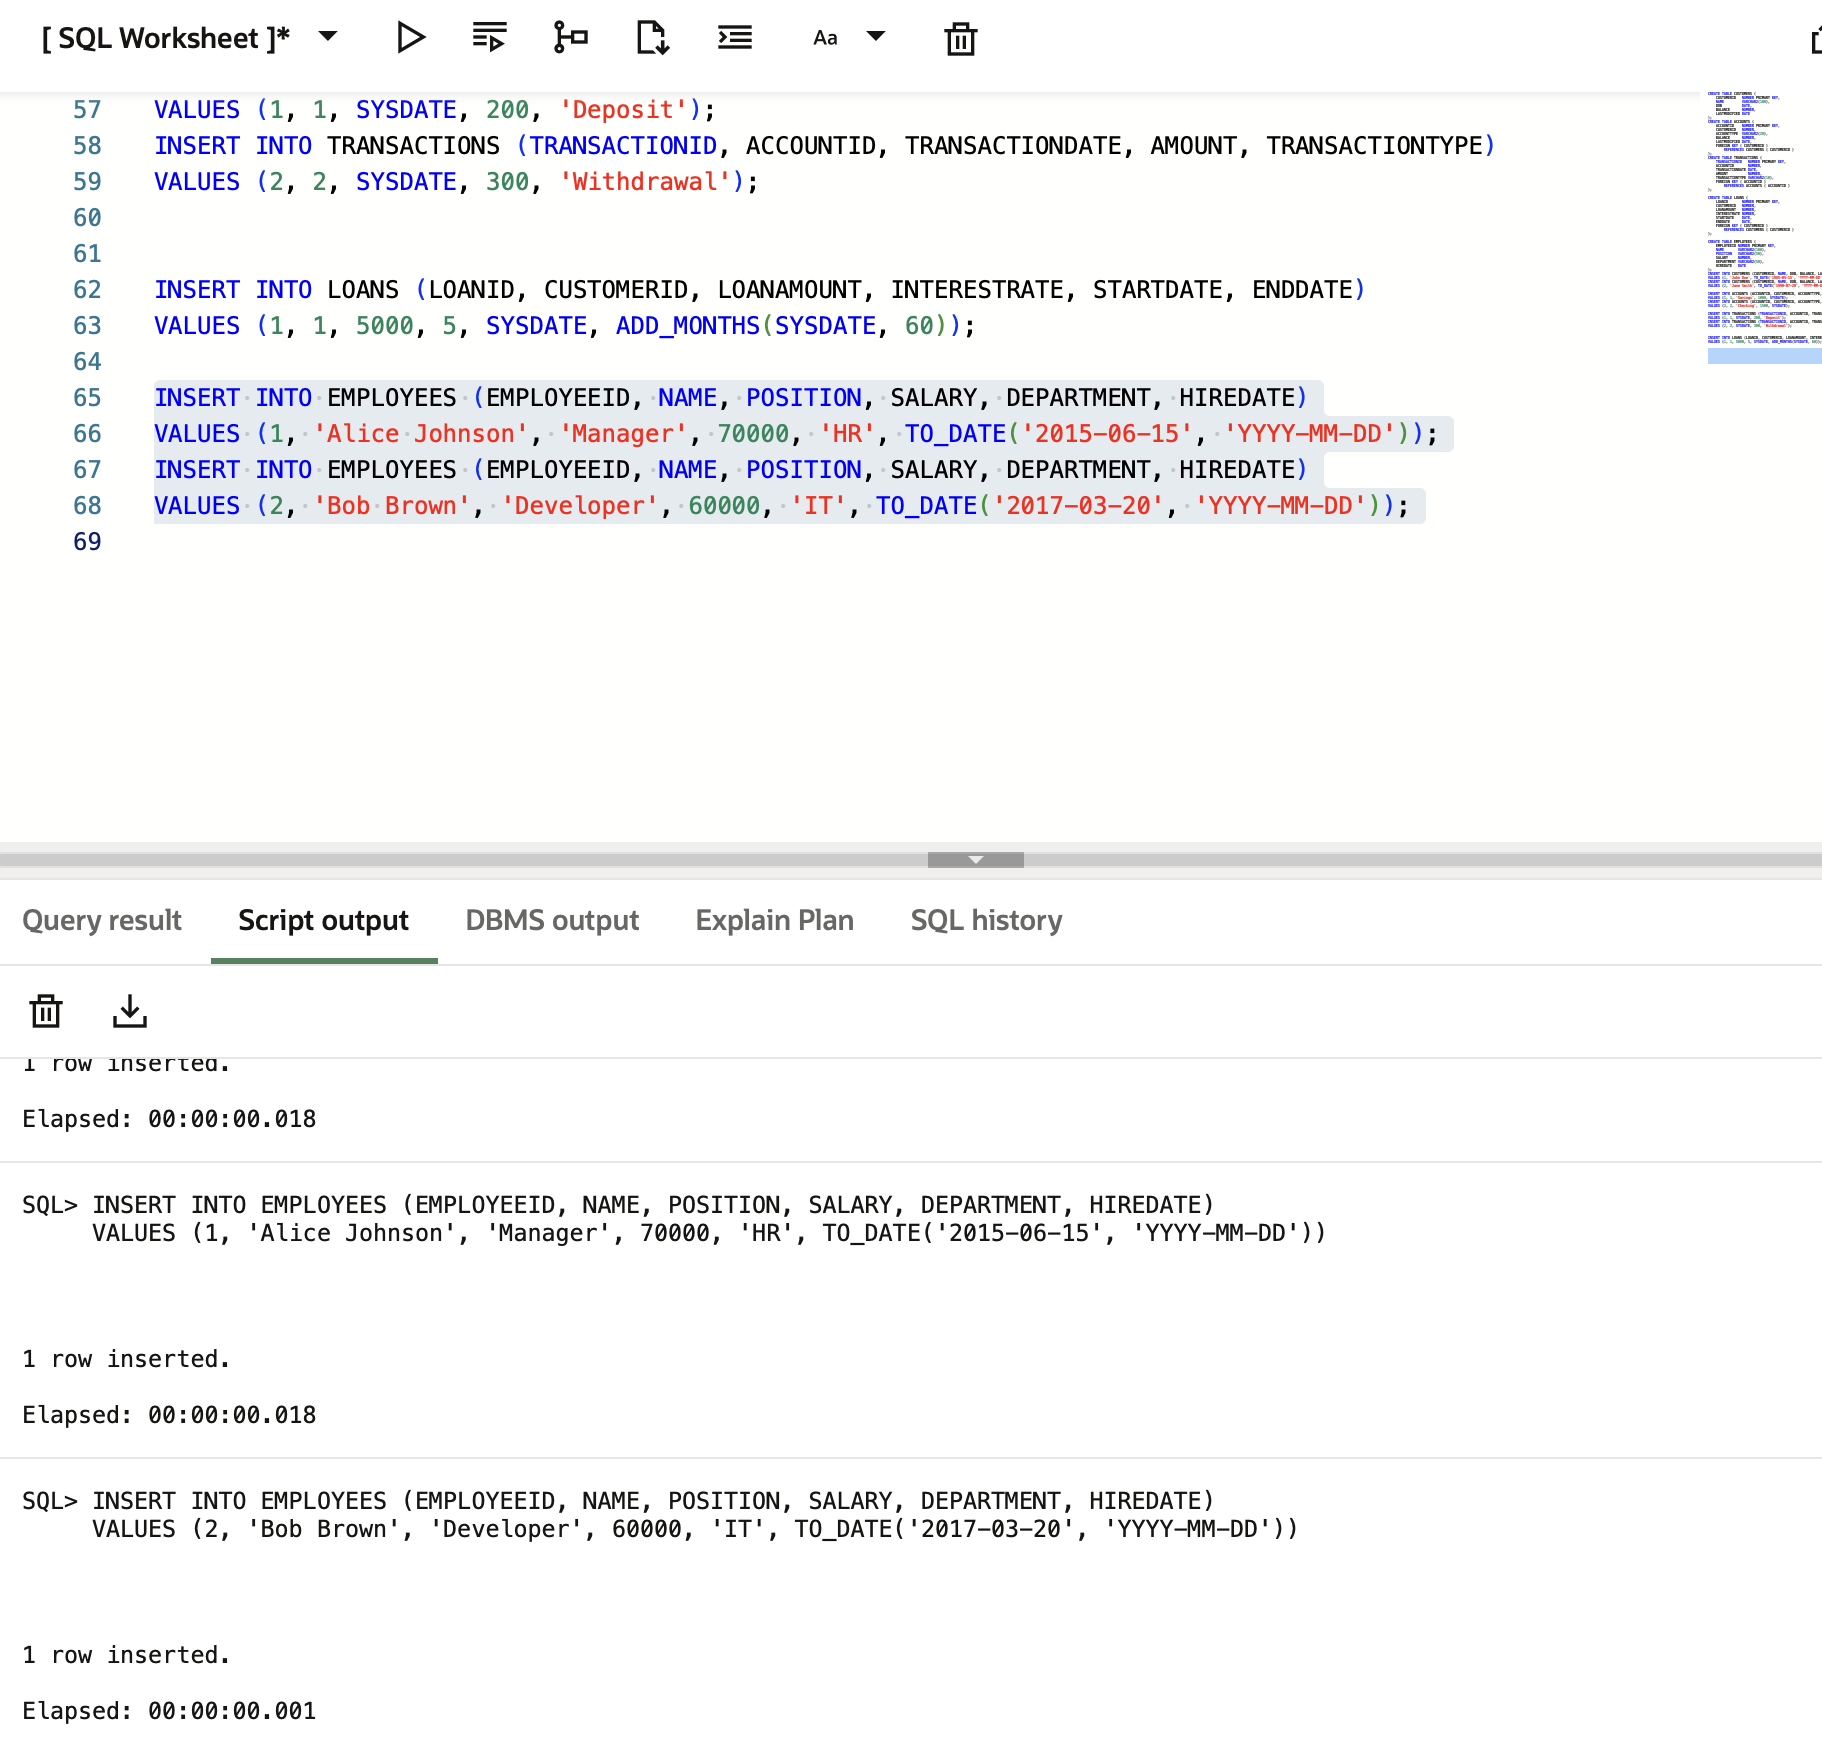 [ SQL Worksheet ]*
Aa
57 VALUES (1, 1, SYSDATE, 200, 'Deposit');
58 INSERT INTO TRANSACTIONS (TRANSACTIONID, ACCOUNTID, TRANSACTIONDATE, AMOUNT, TRANSACTIONTYPE)
59 VALUES (2, 2, SYSDATE, 300, 'Withdrawal');
60
61
62 INSERT INTO LOANS (LOANID, CUSTOMERID, LOANAMOUNT, INTERESTRATE, STARTDATE, ENDDATE)
63 VALUES (1, 1, 5000, 5, SYSDATE, ADD_MONTHS(SYSDATE, 60));
64
65 INSERT INTO EMPLOYEES (EMPLOYEEID, NAME, POSITION, SALARY, DEPARTMENT, HIREDATE)
66 VALUES (1, 'Alice Johnson', 'Manager', 70000, 'HR', TO_DATE('2015-06-15', 'YYYY-MM-DD'));
67 INSERT INTO EMPLOYEES (EMPLOYEEID, NAME, POSITION, SALARY, DEPARTMENT, HIREDATE)
68 VALUES (2, 'Bob Brown', 'Developer', 60000, 'IT', TO_DATE('2017-03-20', 'YYYY-MM-DD'));
69
Query result Script output DBMS output Explain Plan SQL history
1 row inserted.
Elapsed: 00:00:00.018
SQL> INSERT INTO EMPLOYEES (EMPLOYEEID, NAME, POSITION, SALARY, DEPARTMENT, HIREDATE)
VALUES (1, 'Alice Johnson', 'Manager', 70000, 'HR', TO_DATE('2015-06-15', 'YYYY-MM-DD'))
1 row inserted.
Elapsed: 00:00:00.018
SQL> INSERT INTO EMPLOYEES (EMPLOYEEID, NAME, POSITION, SALARY, DEPARTMENT, HIREDATE)
VALUES (2, 'Bob Brown', 'Developer', 60000, 'IT', TO_DATE('2017-03-20', 'YYYY-MM-DD'))
1 row inserted.
Elapsed: 00:00:00.001